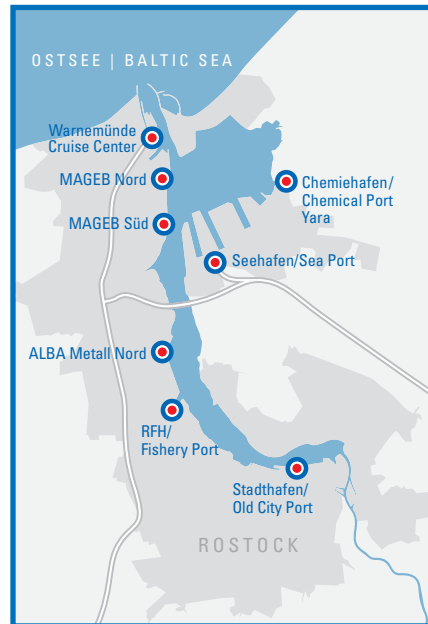 OSTSEE | BALTIC SEA
Warnemünde
Cruise Center
MAGEB Nord
Chemiehafen/
Chemical Port
Yara
MAGEB Süd
Seehafen/Sea Port
ALBA Metall Nord
RFH/
Fishery Port
Stadthafen/
Old City Port
ROSTOCK